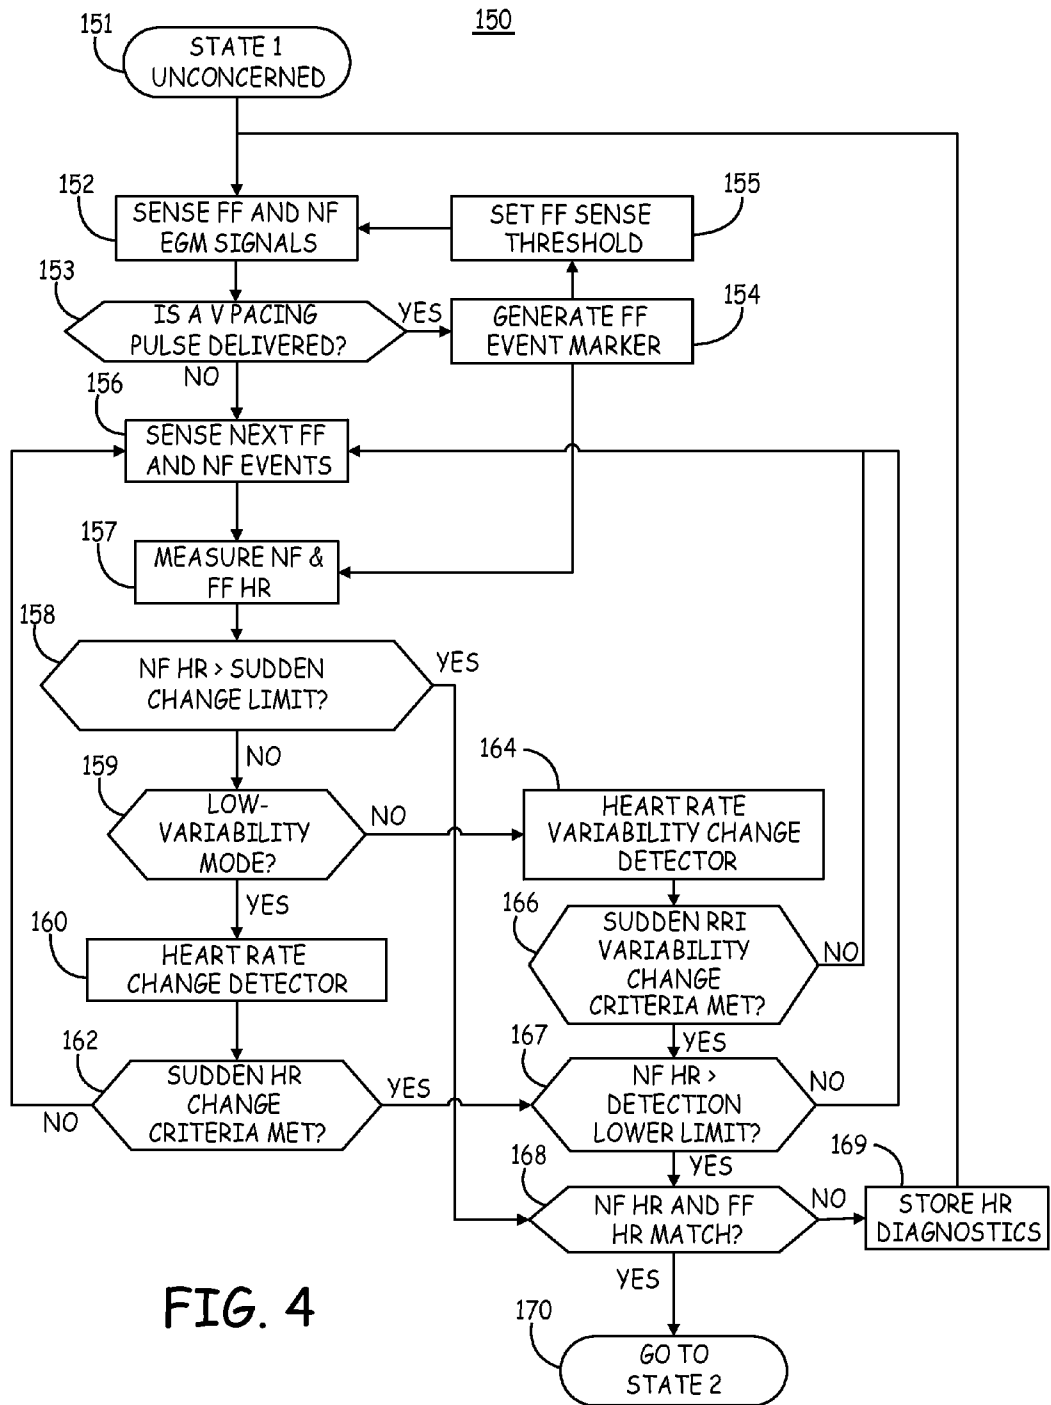 150
151
STATE 1
UNCONCERNED
152
SENSE FF AND NF
EGM SIGNALS
155
SET FF SENSE
THRESHOLD
153
IS A V PACING
PULSE DELIVERED?
YES
NO
154
GENERATE FF
EVENT MARKER
156
SENSE NEXT FF
AND NF EVENTS
157
MEASURE NF &
FF HR
158
NF HR > SUDDEN
CHANGE LIMIT?
YES
NO
159
LOW-
VARIABILITY
MODE?
NO
YES
164
HEART RATE
VARIABILITY CHANGE
DETECTOR
160
HEART RATE
CHANGE DETECTOR
166
SUDDEN RRI
VARIABILITY
CHANGE
CRITERIA MET?
NO
YES
162
SUDDEN HR
CHANGE
CRITERIA MET?
NO
YES
167
NF HR >
DETECTION
LOWER LIMIT?
NO
YES
168
NF HR AND FF
HR MATCH?
NO
YES
169
STORE HR
DIAGNOSTICS
170
GO TO
STATE 2
FIG. 4